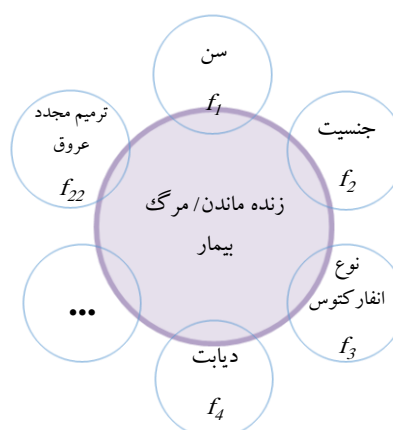 سن
f1
جنسیت
f2
نوع
انفارکتوس
f3
دیابت
f4
...
ترمیم مجدد
عروق
f22
زنده ماندن/ مرگ
بیمار